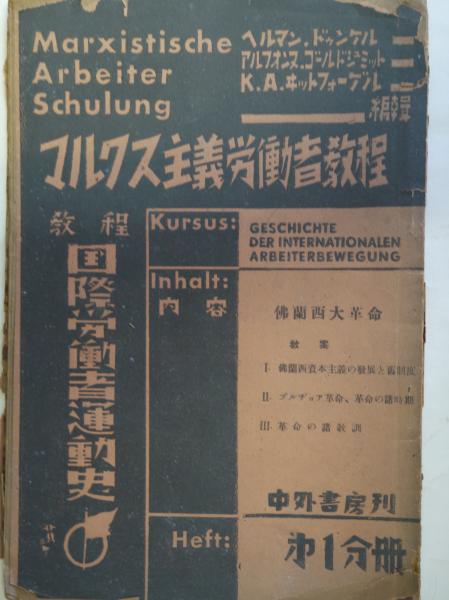 Marxistische
Arbeiter
Schulung
ヘルマン・ドゥンケル
アルフォンス・ゴールドシュミット
K.A.ヰットフォーゲル
編輯
マルクス主義労働者教程
教程
国際労働者運動史
Kursus:
GESCHICHTE
DER INTERNATIONALEN
ARBEITERBEWEGUNG
Inhalt:
内容
佛蘭西大革命
教案
I. 佛蘭西資本主義の發展と舊制度
II. ブルヂョア革命、革命の諸時期
III. 革命の諸教訓
中外書房刊
Heft:
第1分册